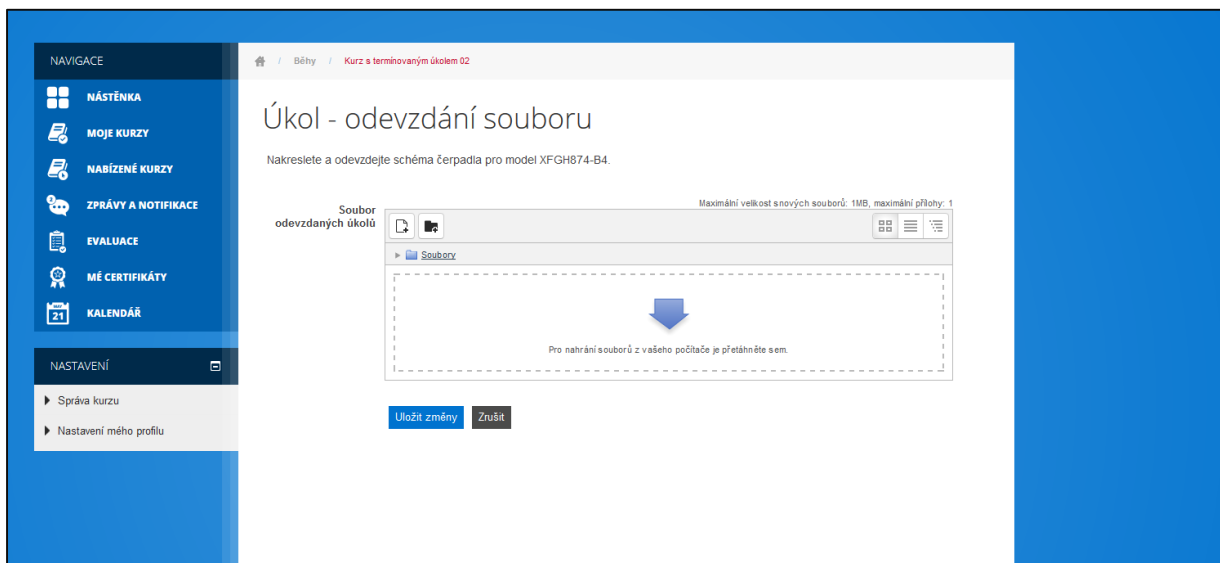 NAVIGACE
NÁSTĚNKA
MOJE KURZY
NABÍZENÉ KURZY
2
ZPRÁVY A NOTIFIKACE
EVALUACE
MÉ CERTIFIKÁTY
MAY
21
KALENDÁŘ
NASTAVENÍ
Správa kurzu
Nastavení mého profilu
/ Běhy / Kurz s termínovaným úkolem 02
Úkol - odevzdání souboru
Nakreslete a odevzdejte schéma čerpadla pro model XFGH874-B4.
Maximální velikost snových souborů: 1MB, maximální přílohy: 1
Soubor
odevzdaných úkolů
Soubory
Pro nahrání souborů z vašeho počítače je přetáhněte sem.
Uložit změny
Zrušit